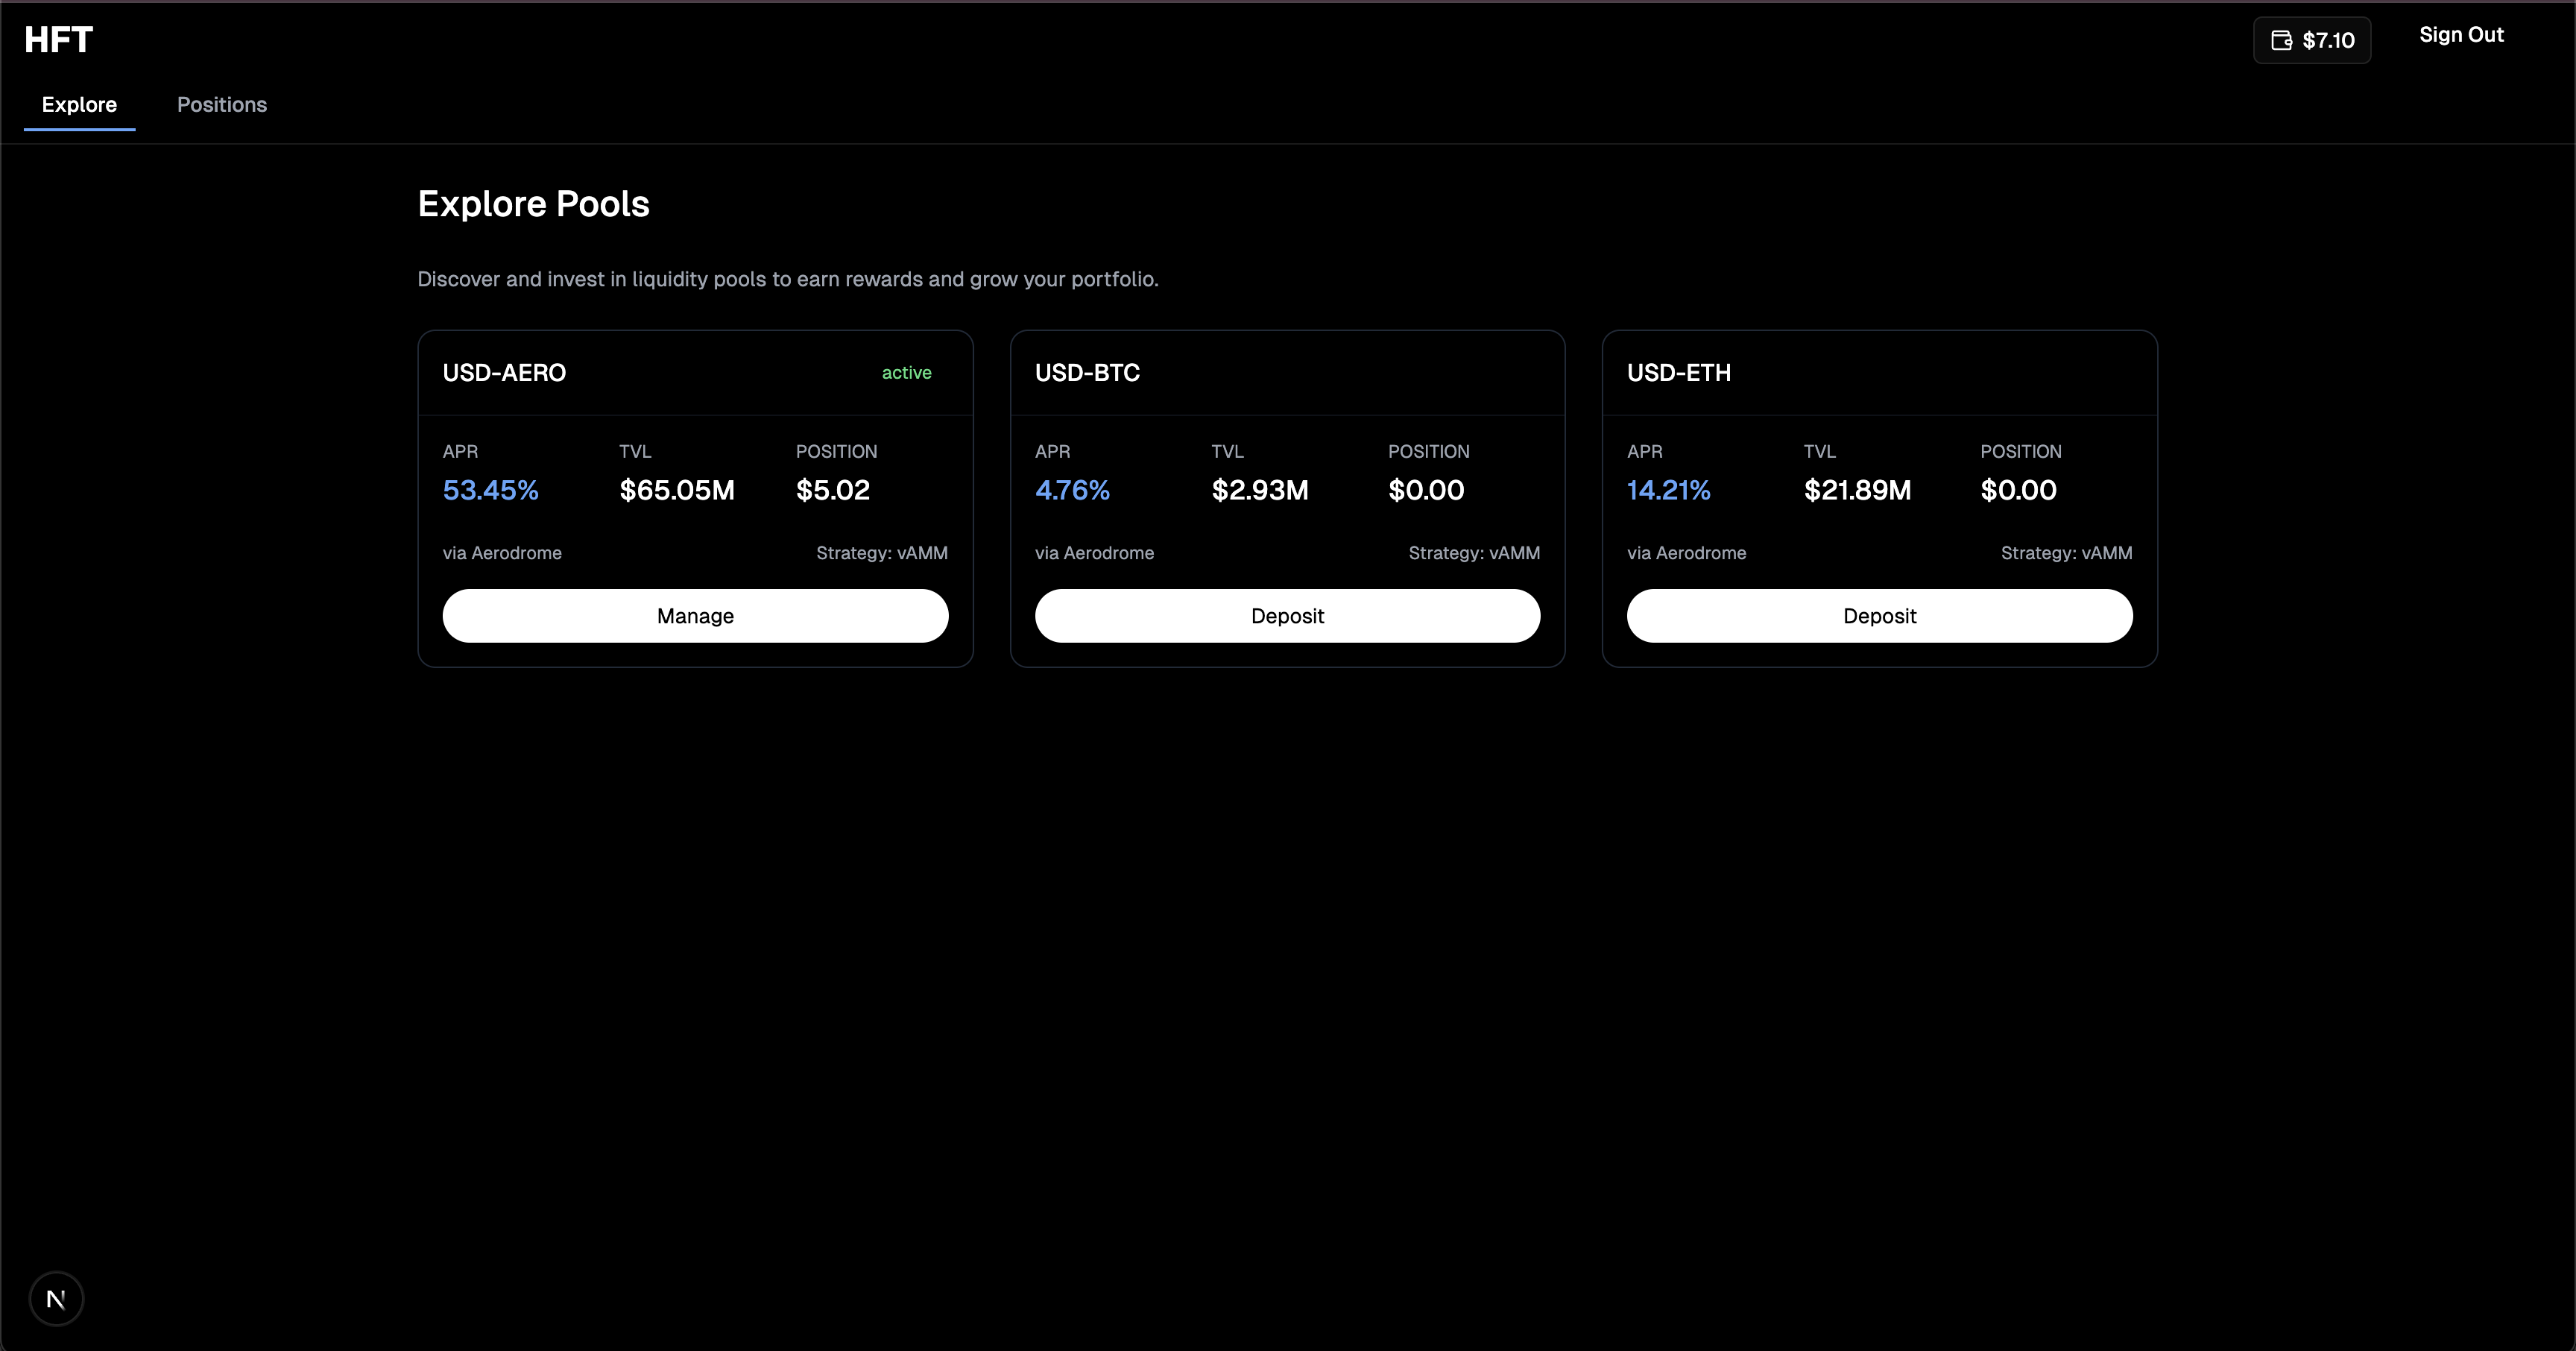 HFT
$7.10
Sign Out
Explore
Positions
Explore Pools
Discover and invest in liquidity pools to earn rewards and grow your portfolio.
USD-AERO
active
APR
TVL
POSITION
53.45%
$65.05M
$5.02
via Aerodrome
Strategy: vAMM
Manage
USD-BTC
APR
TVL
POSITION
4.76%
$2.93M
$0.00
via Aerodrome
Strategy: vAMM
Deposit
USD-ETH
APR
TVL
POSITION
14.21%
$21.89M
$0.00
via Aerodrome
Strategy: vAMM
Deposit
N